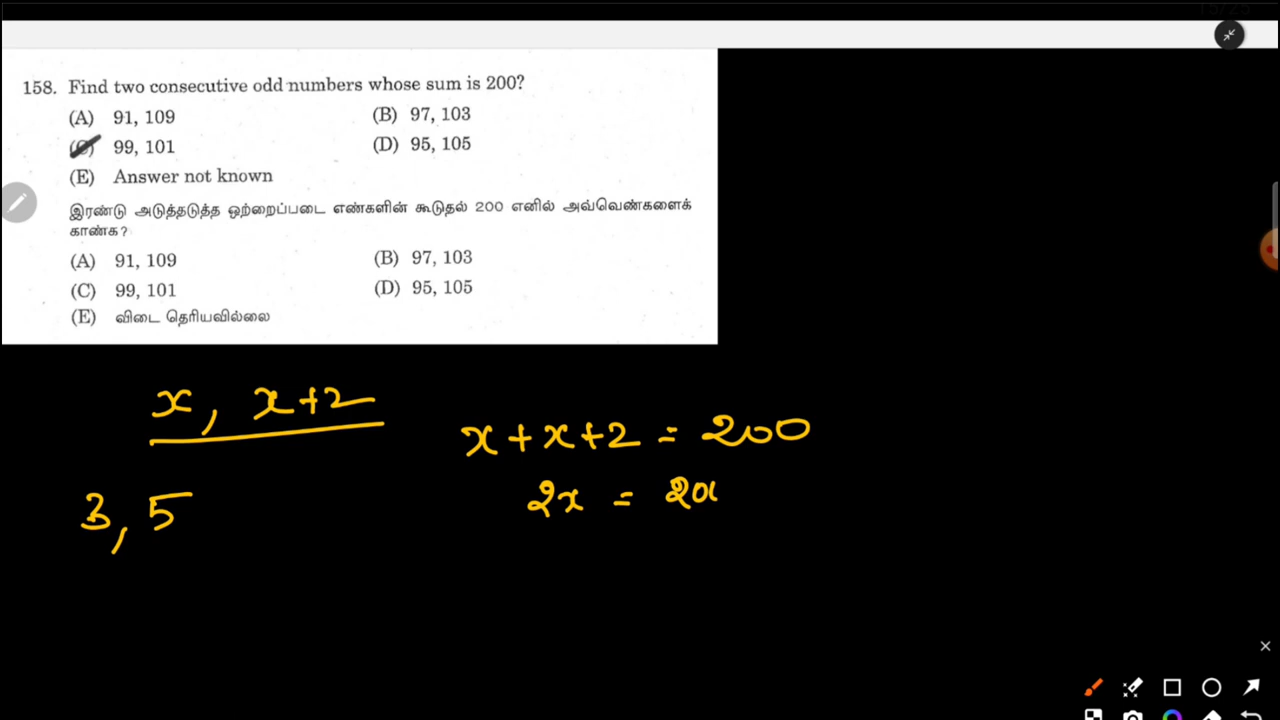 15/25
158. Find two consecutive odd numbers whose sum is 200?
(A) 91, 109 (B) 97, 103
(C) 99, 101 (D) 95, 105
(E) Answer not known
இரண்டு அடுத்தடுத்த ஒற்றைப்படை எண்களின் கூடுதல் 200 எனில் அவ்வெண்களைக்
காண்க?
(A) 91, 109 (B) 97, 103
(C) 99, 101 (D) 95, 105
(E) விடை தெரியவில்லை
x, x+2
x+x+2 = 200
3, 5
2x = 20